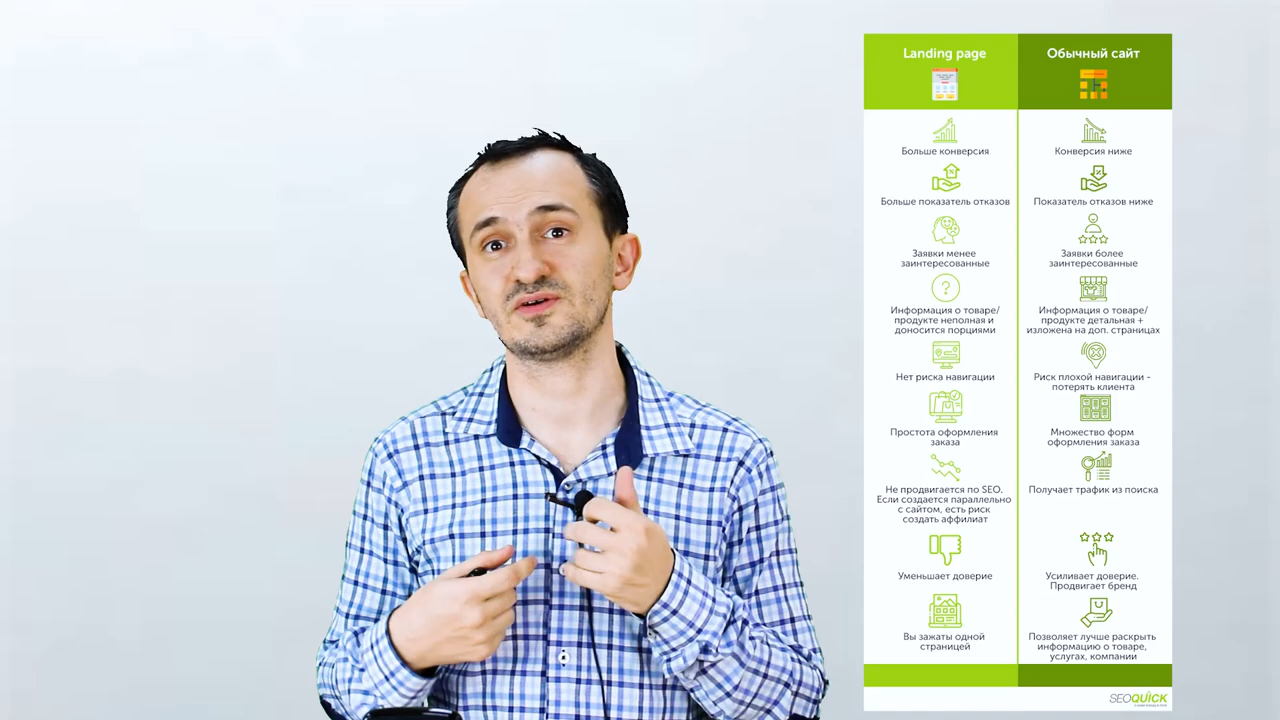 Landing page
Обычный сайт
Больше конверсия
Конверсия ниже
Больше показатель отказов
Показатель отказов ниже
Заявки менее
заинтересованные
Заявки более
заинтересованные
Информация о товаре/
продукте неполная и
доносится порциями
Информация о товаре/
продукте детальная +
изложена на доп. страницах
Нет риска навигации
Риск плохой навигации -
потерять клиента
Простота оформления
заказа
Множество форм
оформления заказа
Не продвигается по SEO.
Если создается параллельно
с сайтом, есть риск
создать аффилиат
Получает трафик из поиска
Уменьшает доверие
Усиливает доверие.
Продвигает бренд
Вы зажаты одной
страницей
Позволяет лучше раскрыть
информацию о товаре,
услугах, компании
SEOQUICK